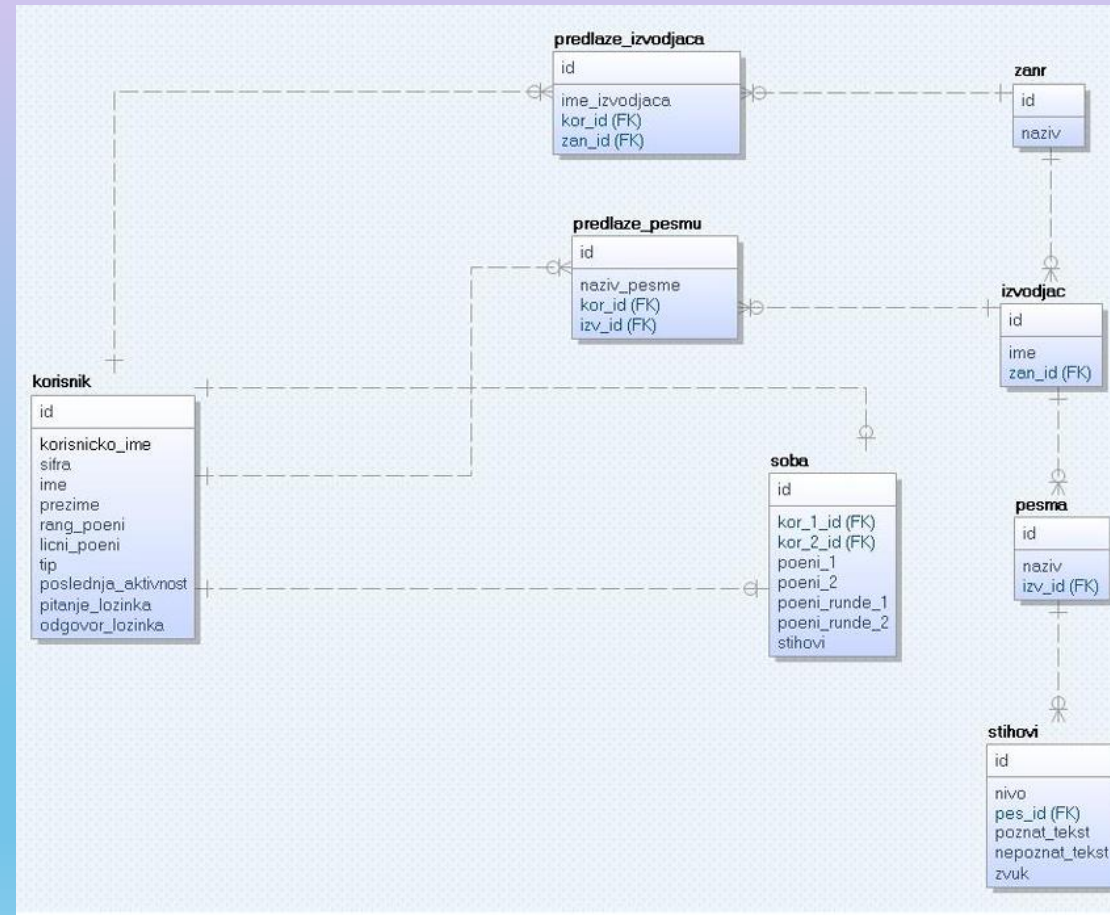 predlaze_izvodjaca
id
ime_izvodjaca
kor_id (FK)
zan_id (FK)
zanr
id
naziv
predlaze_pesmu
id
naziv_pesme
kor_id (FK)
izv_id (FK)
izvodjac
id
ime
zan_id (FK)
korisnik
id
korisnicko_ime
sifra
ime
prezime
rang_poeni
licni_poeni
tip
poslednja_aktivnost
pitanje_lozinka
odgovor_lozinka
soba
id
kor_1_id (FK)
kor_2_id (FK)
poeni_1
poeni_2
poeni_runde_1
poeni_runde_2
stihovi
pesma
id
naziv
izv_id (FK)
stihovi
id
nivo
pes_id (FK)
poznat_tekst
nepoznat_tekst
zvuk